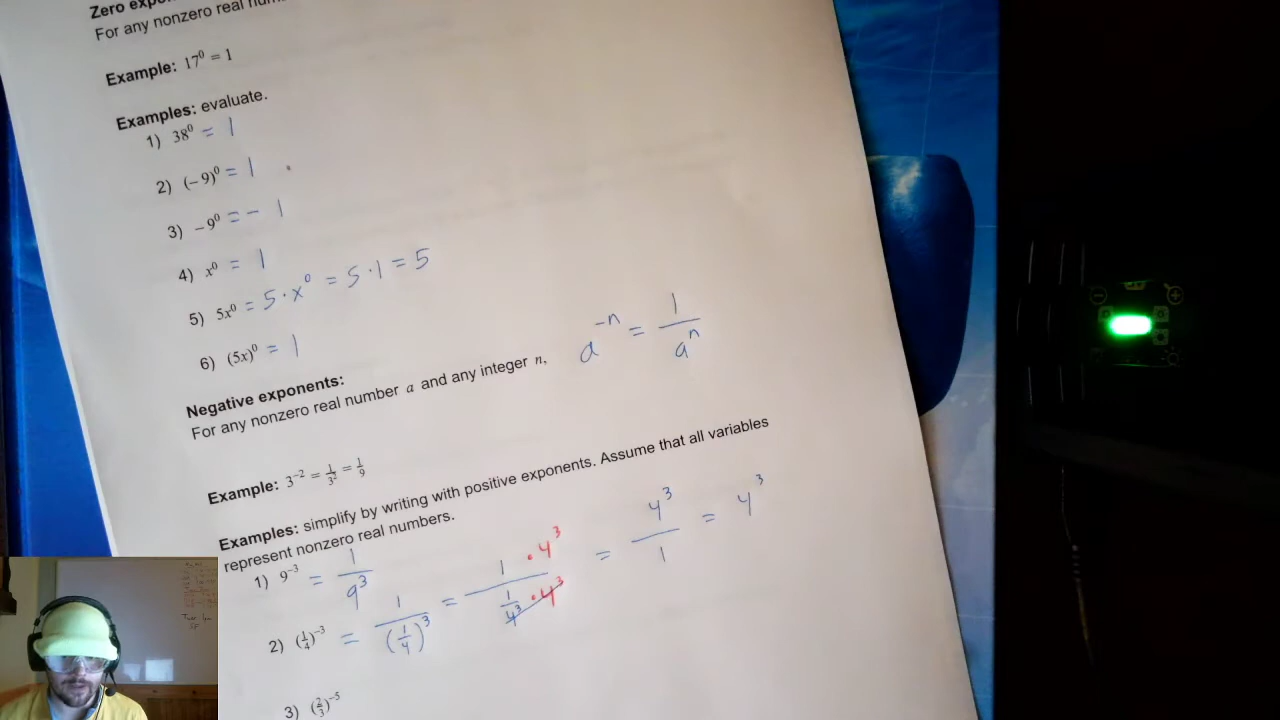 Zero
For any nonzero real
Example: 17⁰ = 1
Examples: evaluate.
1) 38⁰ = 1
2) (−9)⁰ = 1
3) −9⁰ = − 1
4) x⁰ = 1
5) 5x⁰ = 5 · x⁰ = 5 · 1 = 5
6) (5x)⁰ = 1
Negative exponents:
For any nonzero real number a and any integer n, a⁻ⁿ = 1/aⁿ
Example: 3⁻² = 1/3² = 1/9
Examples: simplify by writing with positive exponents. Assume that all variables
represent nonzero real numbers.
1) 9⁻³ = 1/9³
2) (1/4)⁻³ = 1/(1/4)³ = (1 · 4³)/(1/4³ · 4³) = 4³/1 = 4³
3) (2/3)⁻⁵